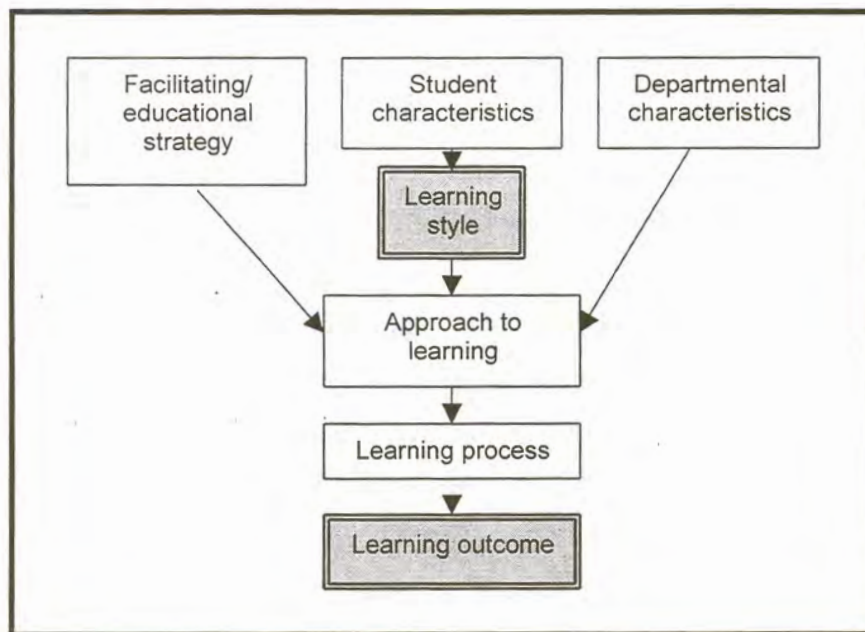 Facilitating/
educational
strategy
Student
characteristics
Departmental
characteristics
Learning
style
Approach to
learning
Learning process
Learning outcome